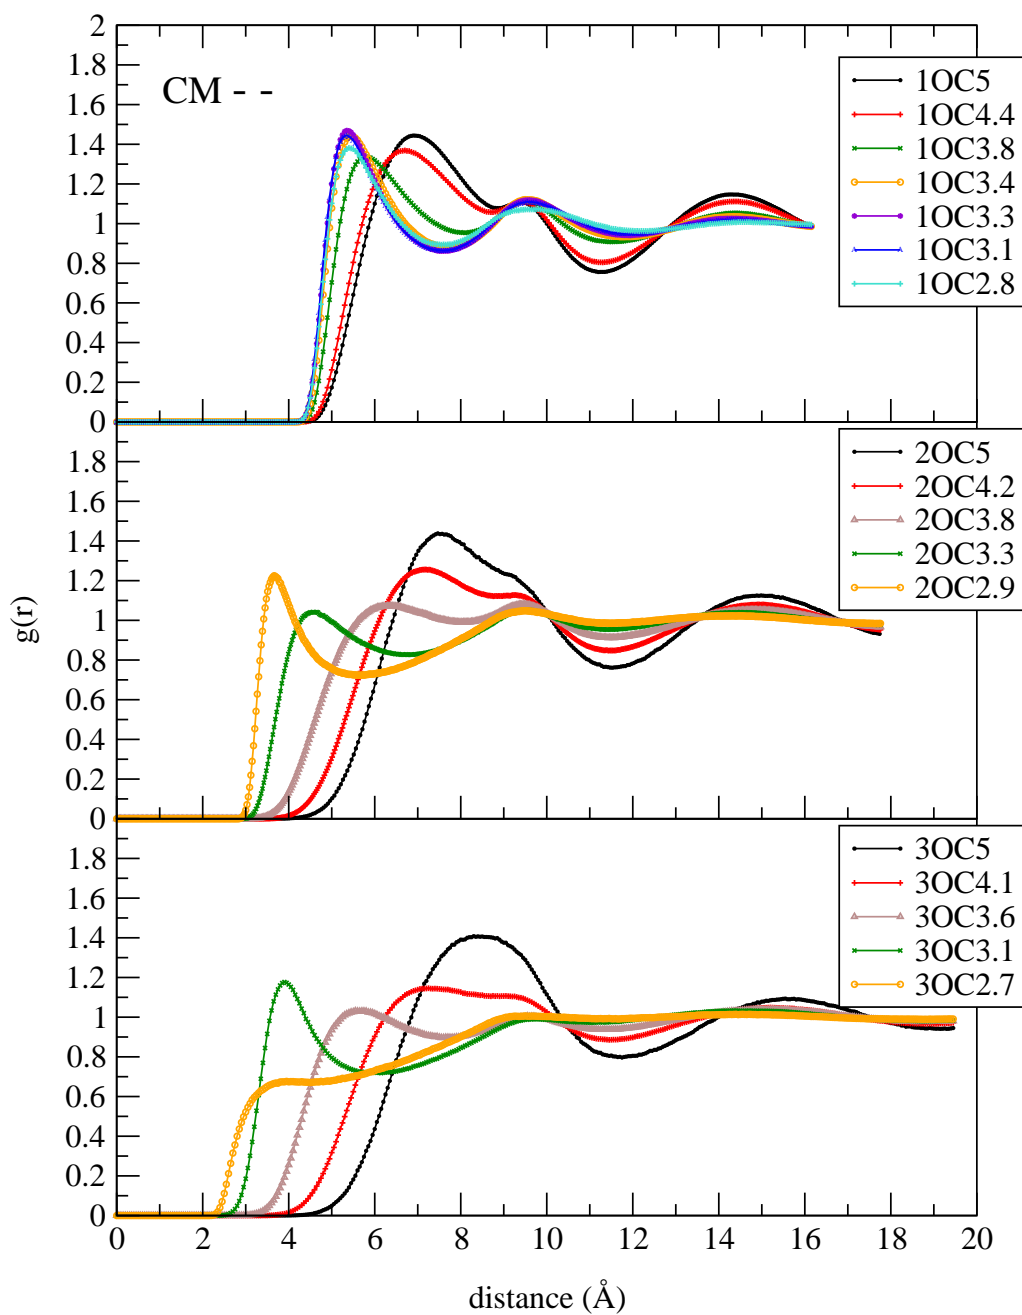 2
1.8
1.6
1.4
1.2
1
0.8
0.6
0.4
0.2
0
CM - -
1OC5
1OC4.4
1OC3.8
1OC3.4
1OC3.3
1OC3.1
1OC2.8
1.8
1.6
1.4
1.2
1
0.8
0.6
0.4
0.2
0
g(r)
2OC5
2OC4.2
2OC3.8
2OC3.3
2OC2.9
1.8
1.6
1.4
1.2
1
0.8
0.6
0.4
0.2
0
3OC5
3OC4.1
3OC3.6
3OC3.1
3OC2.7
0 2 4 6 8 10 12 14 16 18 20
distance (Å)